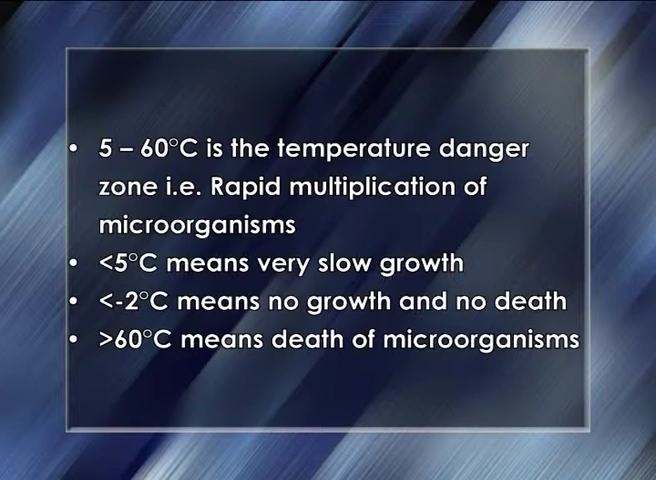 • 5 – 60°C is the temperature danger
zone i.e. Rapid multiplication of
microorganisms
• <5°C means very slow growth
• <-2°C means no growth and no death
• >60°C means death of microorganisms